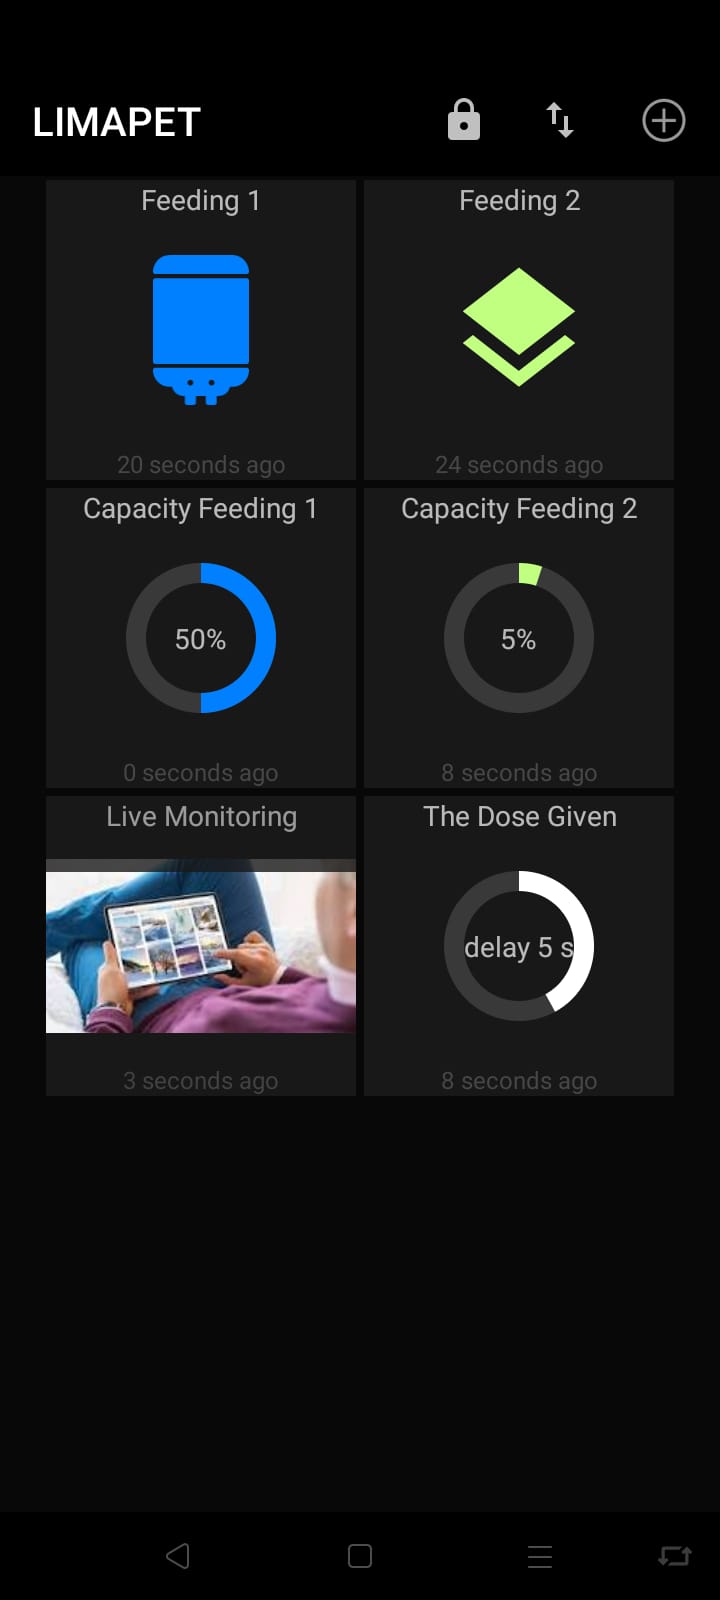 LIMAPET
Feeding 1
Feeding 2
20 seconds ago
24 seconds ago
Capacity Feeding 1
Capacity Feeding 2
50%
5%
0 seconds ago
8 seconds ago
Live Monitoring
The Dose Given
delay 5 s
3 seconds ago
8 seconds ago